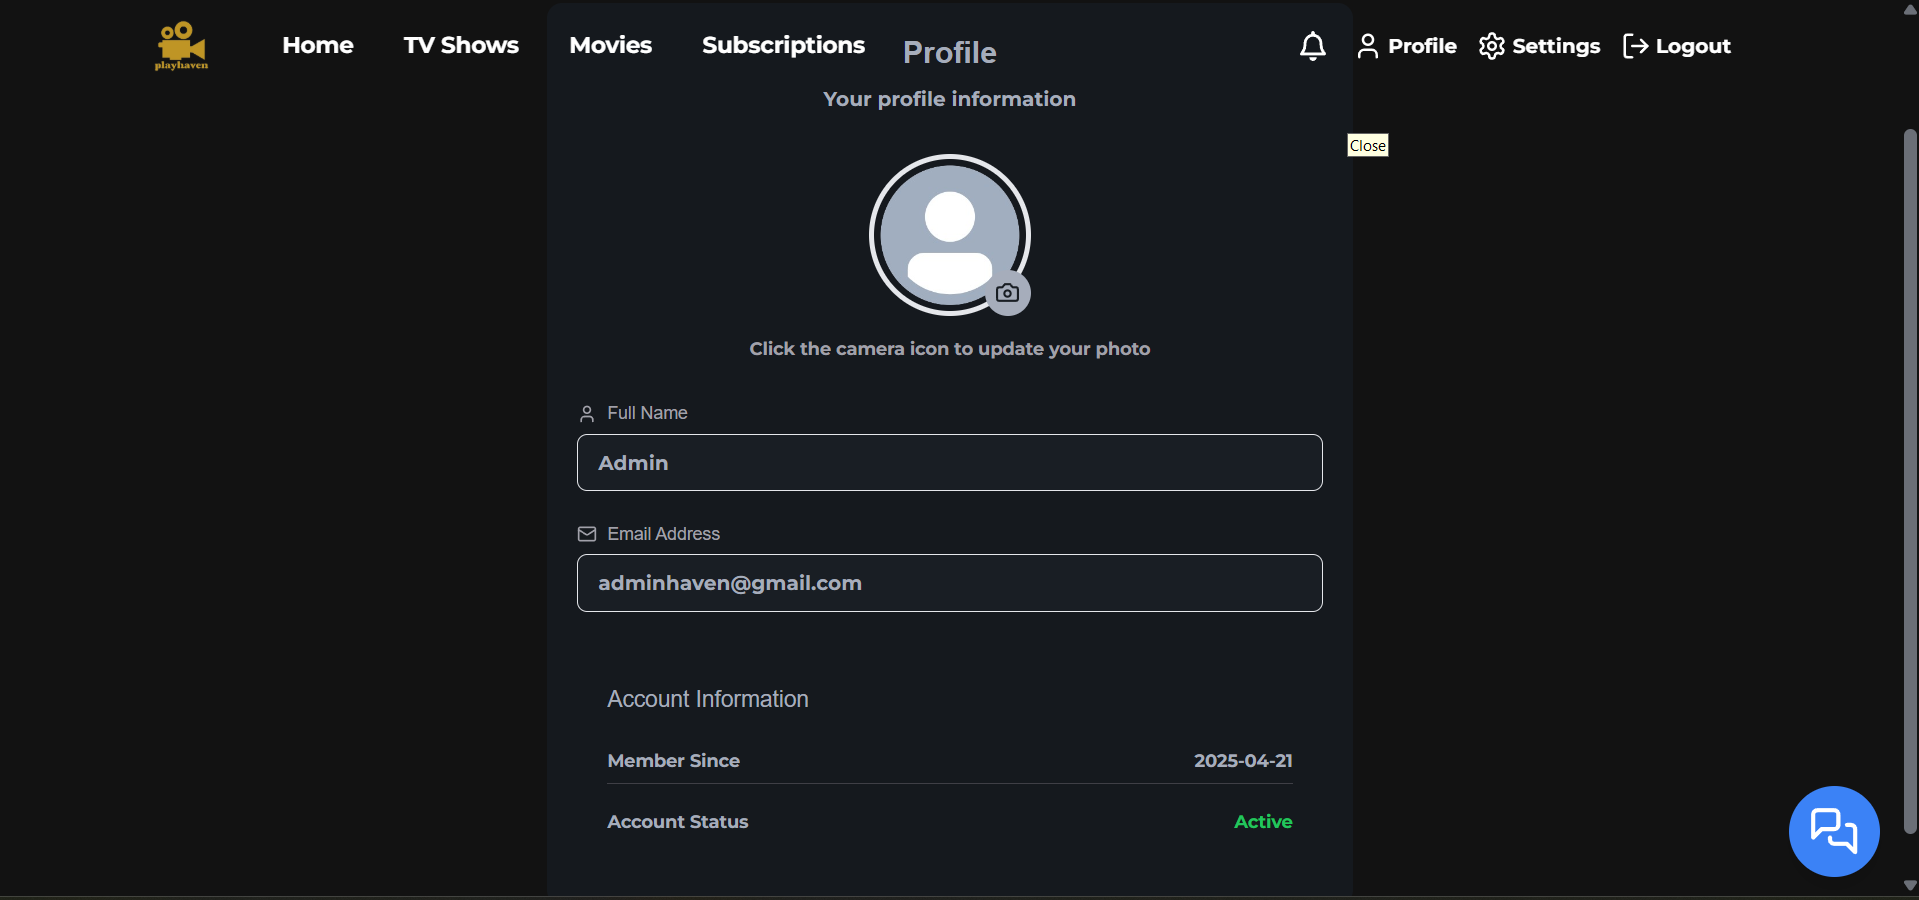 playhaven
Home TV Shows Movies Subscriptions Profile Profile Settings Logout
Your profile information
Close
Click the camera icon to update your photo
Full Name
Admin
Email Address
adminhaven@gmail.com
Account Information
Member Since 2025-04-21
Account Status Active